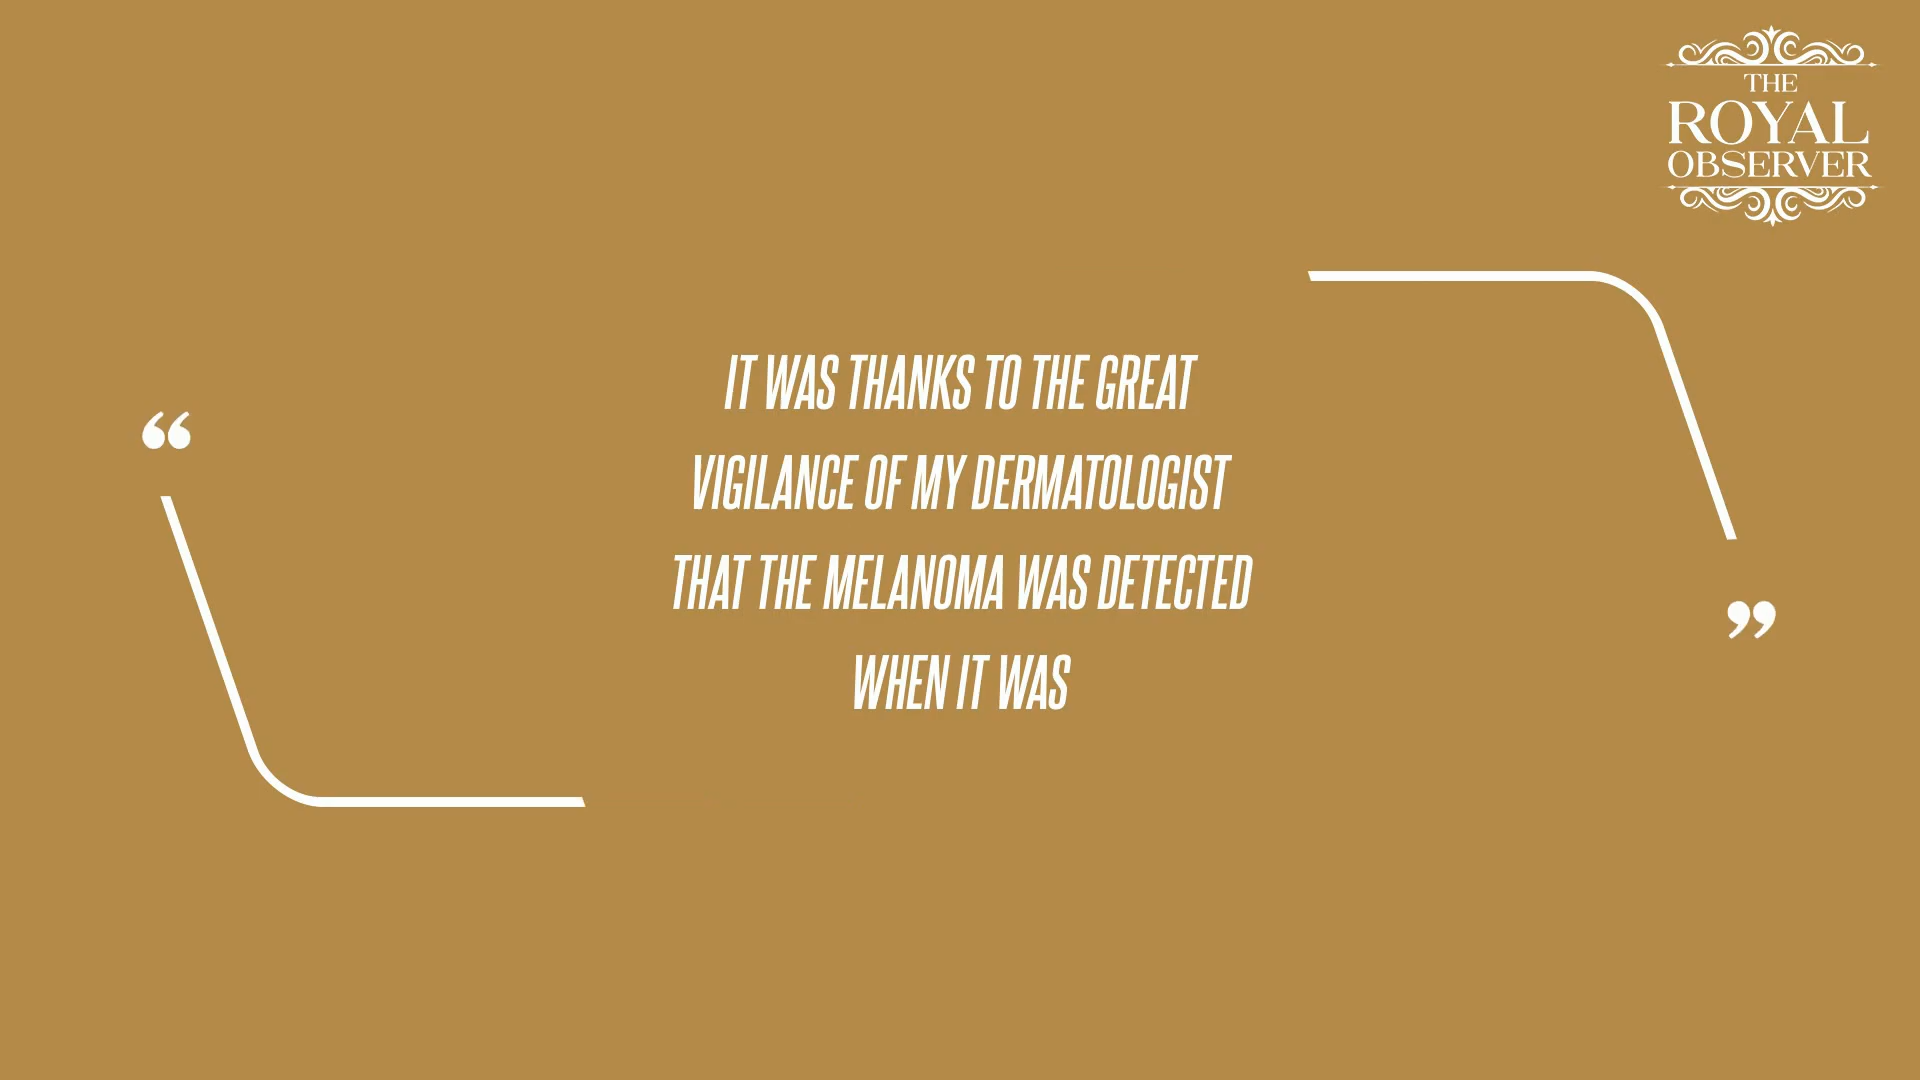 THE
ROYAL
OBSERVER
“
IT WAS THANKS TO THE GREAT
VIGILANCE OF MY DERMATOLOGIST
THAT THE MELANOMA WAS DETECTED
WHEN IT WAS
”